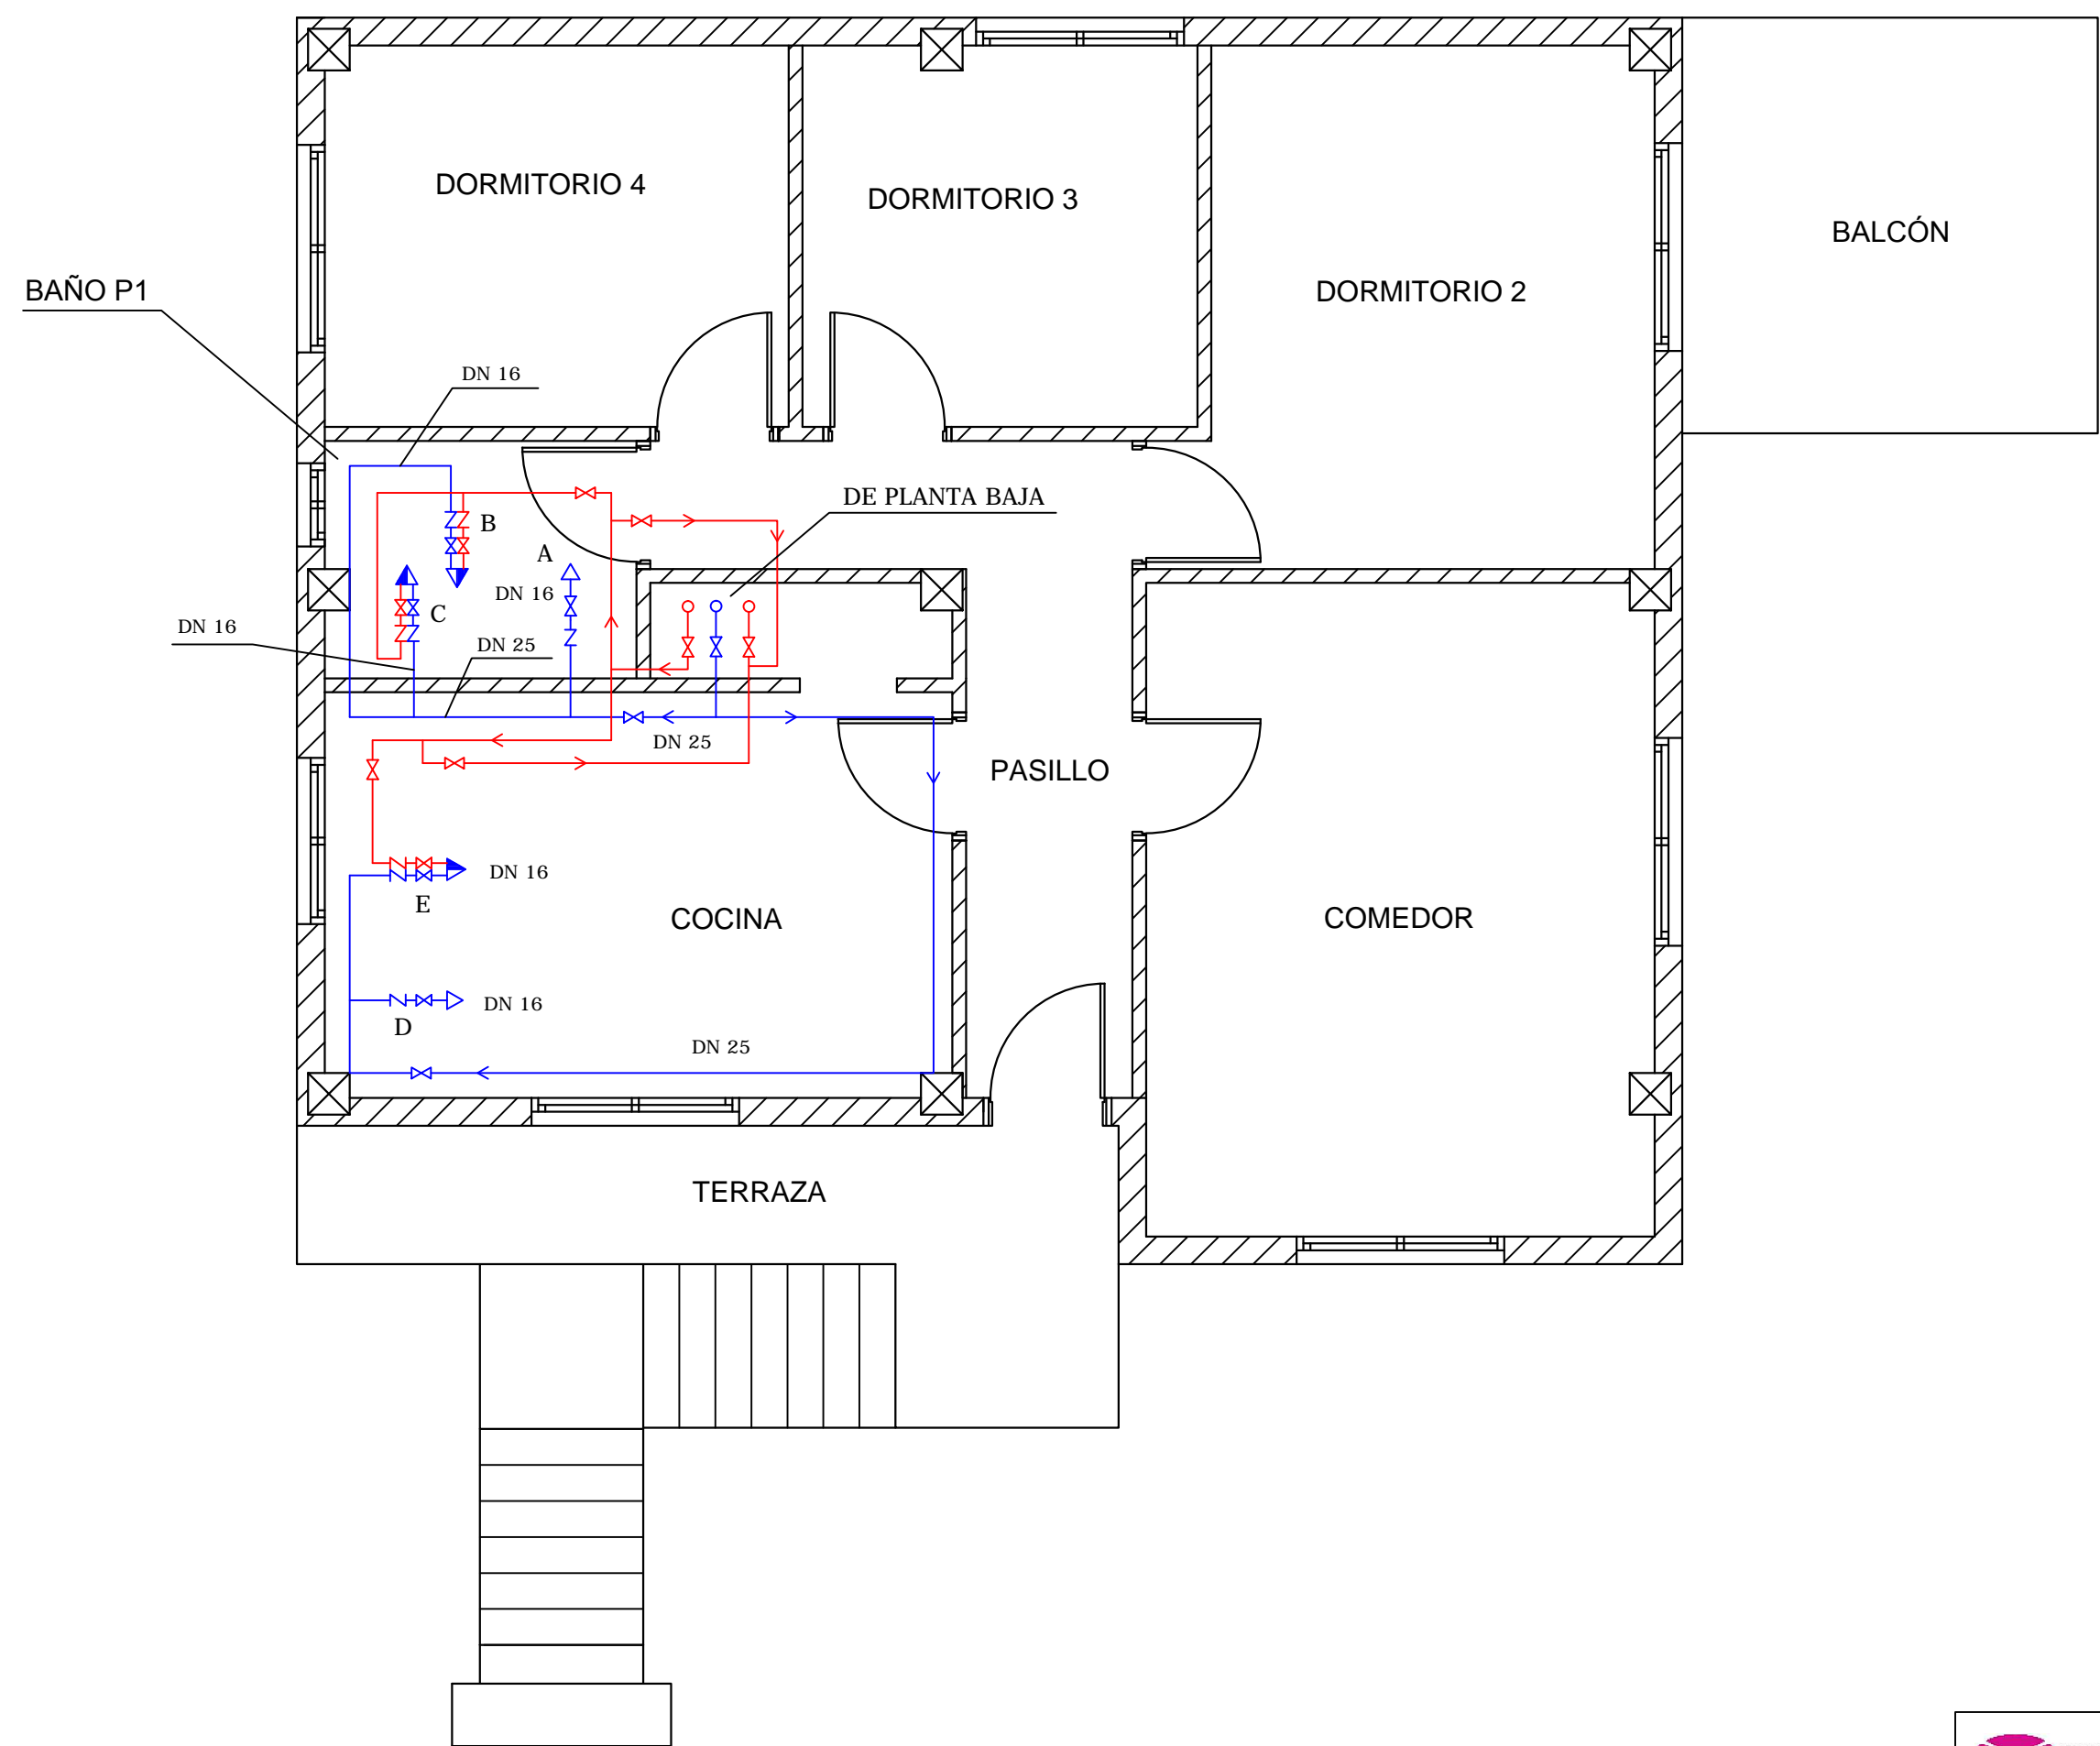 DORMITORIO 4
DORMITORIO 3
BALCÓN
BAÑO P1
DORMITORIO 2
DN 16
DE PLANTA BAJA
B
A
DN 16
C
DN 16
DN 25
DN 25
PASILLO
DN 16
E
COCINA
COMEDOR
DN 16
D
DN 25
TERRAZA